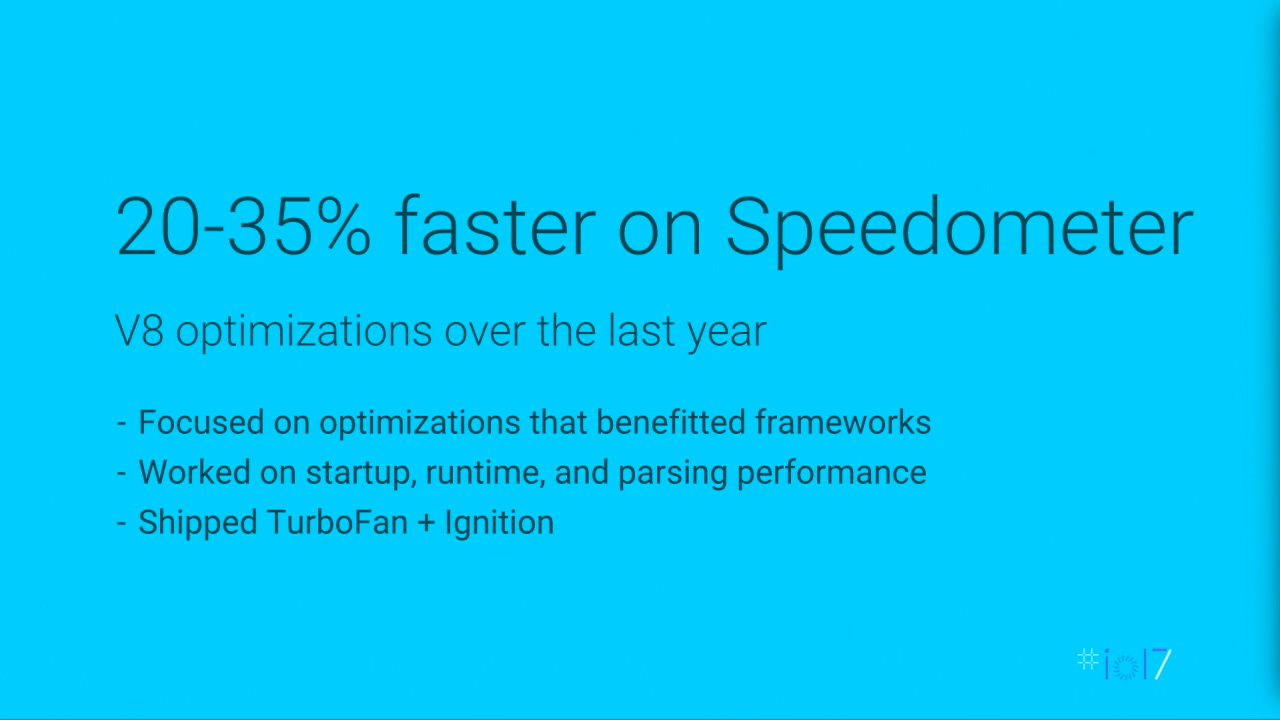 20-35% faster on Speedometer
V8 optimizations over the last year
- Focused on optimizations that benefitted frameworks
- Worked on startup, runtime, and parsing performance
- Shipped TurboFan + Ignition
#io17